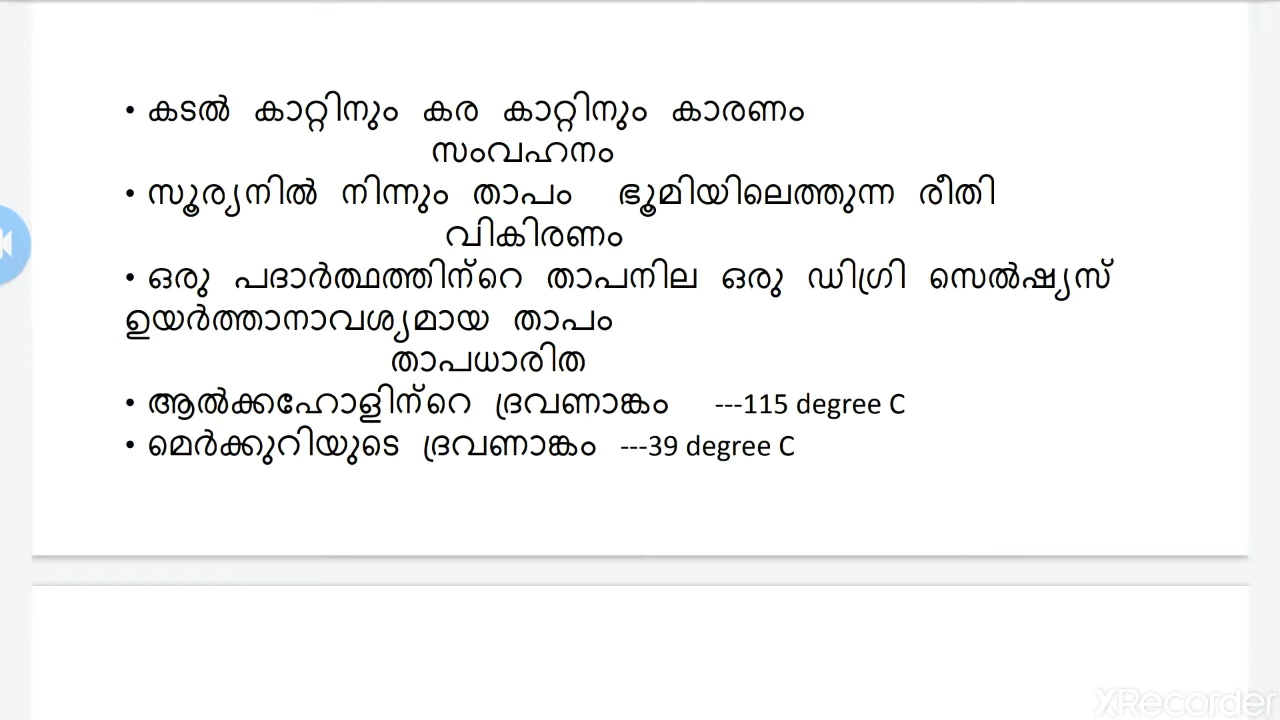 • കടൽ കാറ്റിനും കര കാറ്റിനും കാരണം
സംവഹനം
• സൂര്യനിൽ നിന്നും താപം ഭൂമിയിലെത്തുന്ന രീതി
വികിരണം
• ഒരു പദാർത്ഥത്തിന്റെ താപനില ഒരു ഡിഗ്രി സെൽഷ്യസ്
ഉയർത്താനാവശ്യമായ താപം
താപധാരിത
• ആൽക്കഹോളിന്റെ ദ്രവണാങ്കം ---115 degree C
• മെർക്കുറിയുടെ ദ്രവണാങ്കം ---39 degree C
XRecorder